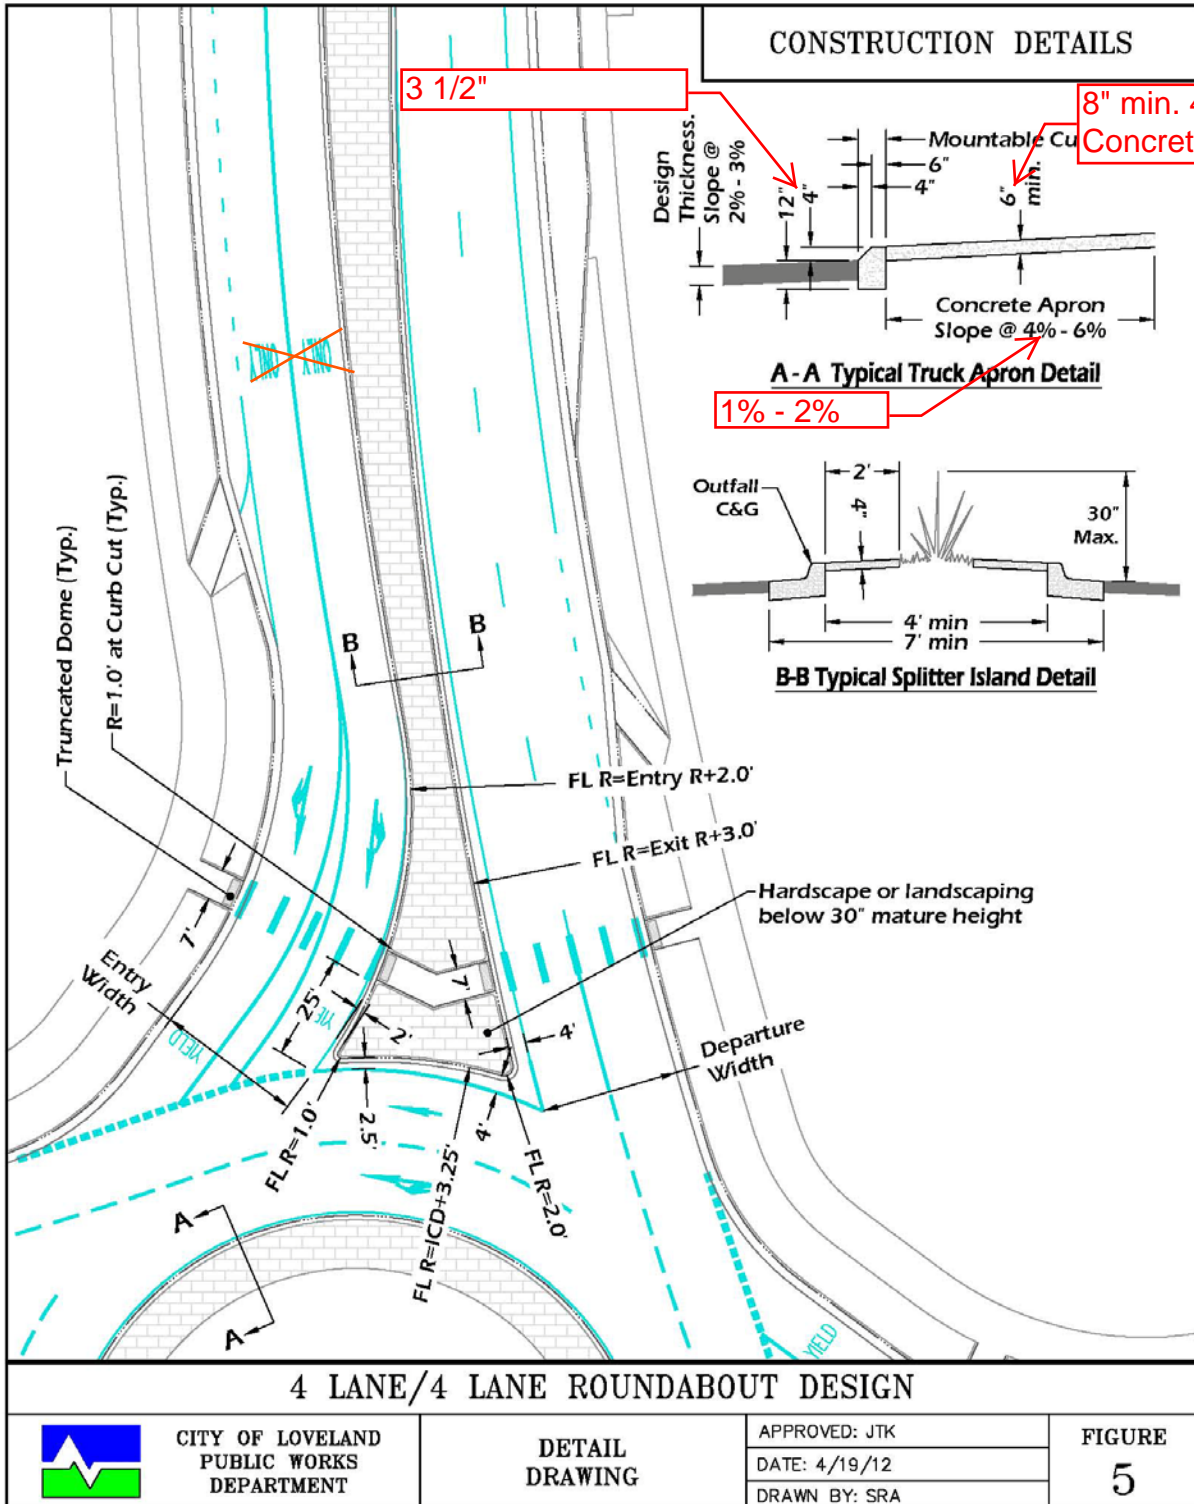 CONSTRUCTION DETAILS
3 1/2"
8" min. 4
Concret
Design
Thickness.
Slope @
2% - 3%
12"
4"
Mountable Cu
6"
4"
6"
min.
Concrete Apron
Slope @ 4% - 6%
A - A Typical Truck Apron Detail
1% - 2%
ONLY
ONLY
Outfall
C&G
2'
4"
30"
Max.
4' min
7' min
B-B Typical Splitter Island Detail
Truncated Dome (Typ.)
R=1.0' at Curb Cut (Typ.)
B
B
FL R=Entry R+2.0'
FL R=Exit R+3.0'
Hardscape or landscaping
below 30" mature height
7'
Entry
Width
25'
YIELD
YIELD
2'
7'
4'
Departure
Width
FL R=1.0'
2.5'
4'
FL R=ICD+3.25'
FL R=2.0'
A
A
YIELD
4 LANE/4 LANE ROUNDABOUT DESIGN
CITY OF LOVELAND
PUBLIC WORKS
DEPARTMENT
DETAIL
DRAWING
APPROVED: JTK
DATE: 4/19/12
DRAWN BY: SRA
FIGURE
5